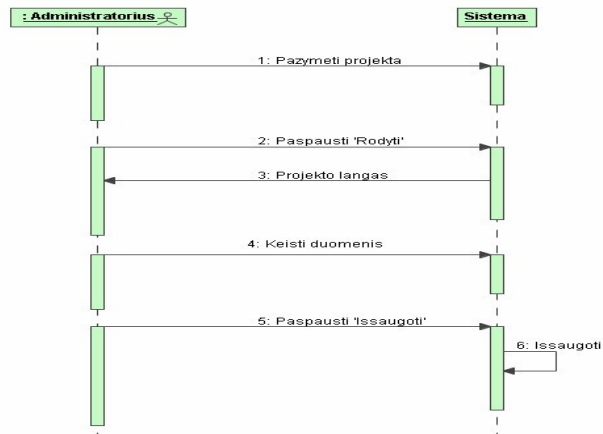 : Administratorius
Sistema
1: Pazymeti projekta
2: Paspausti 'Rodyti'
3: Projekto langas
4: Keisti duomenis
5: Paspausti 'Issaugoti'
6: Issaugoti